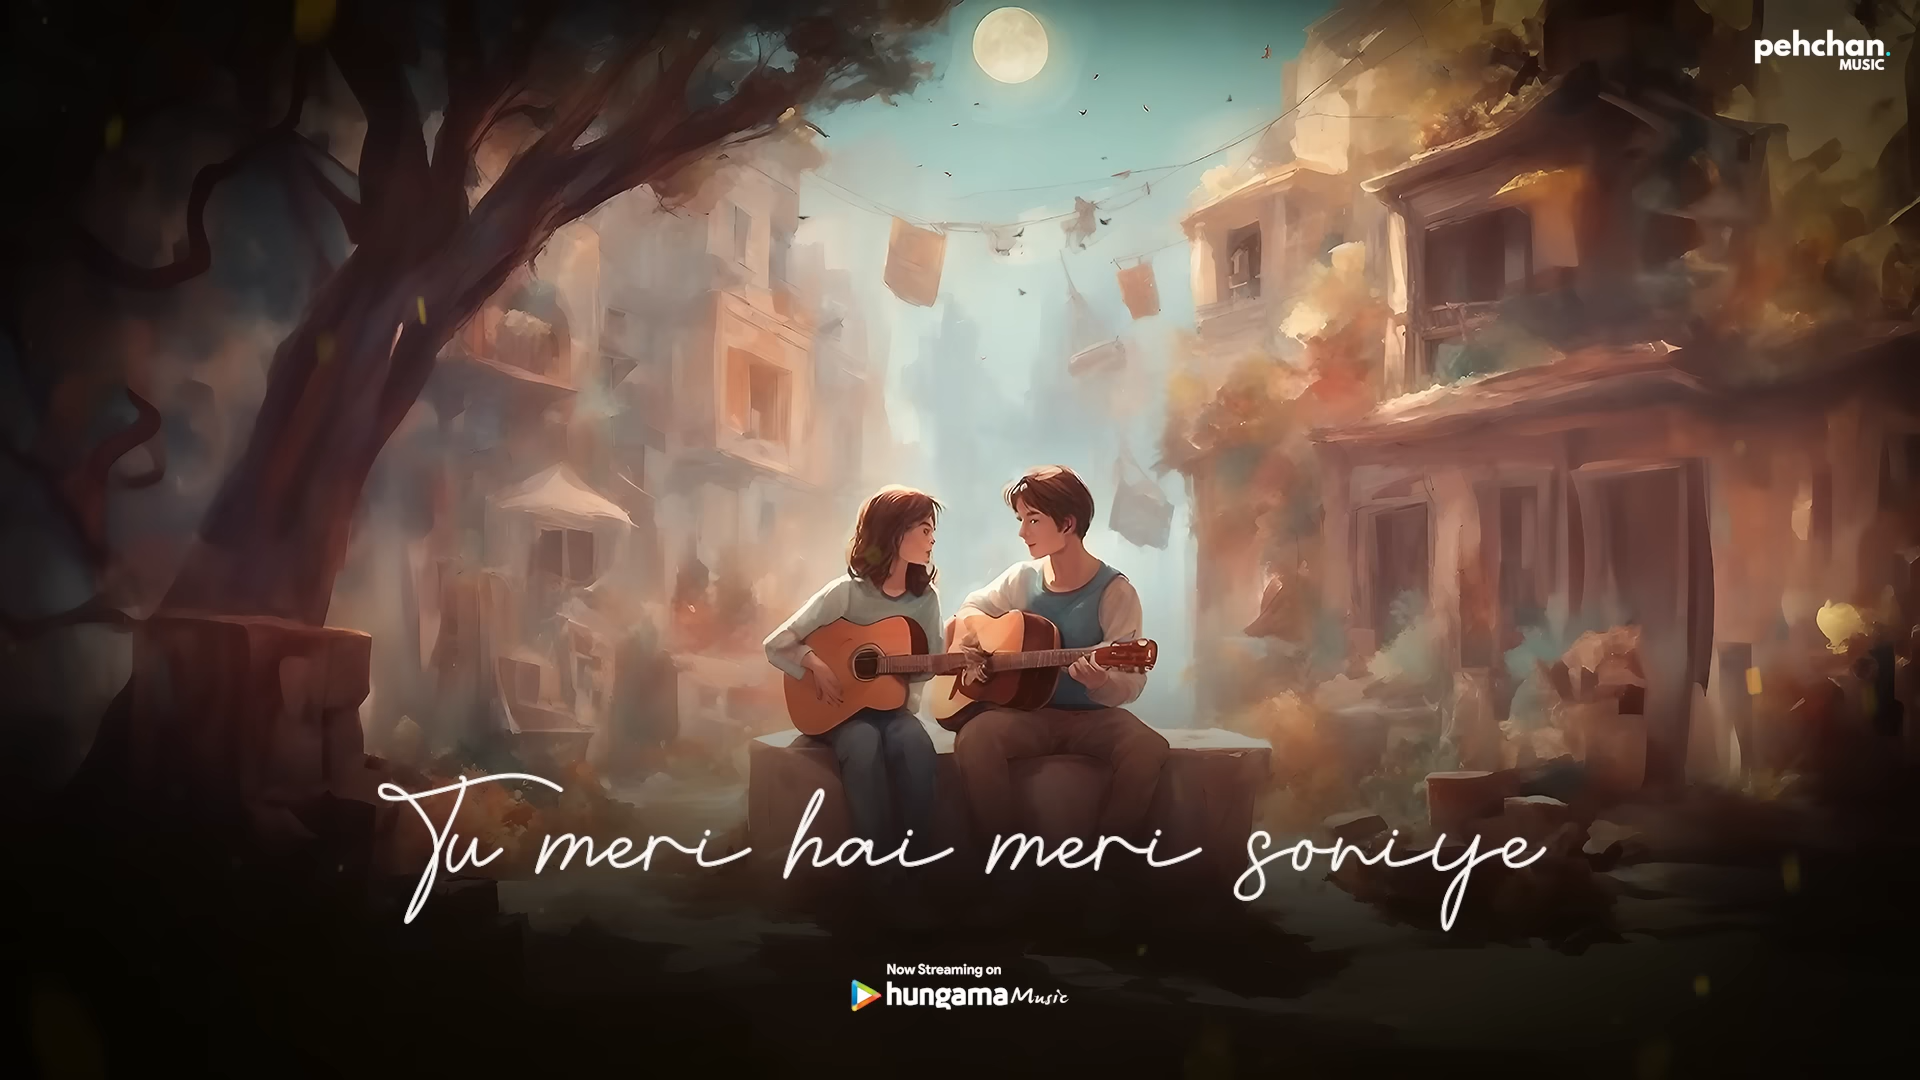 pehchan.
MUSIC
Tu meri hai meri soniye
Now Streaming on
hungama Music